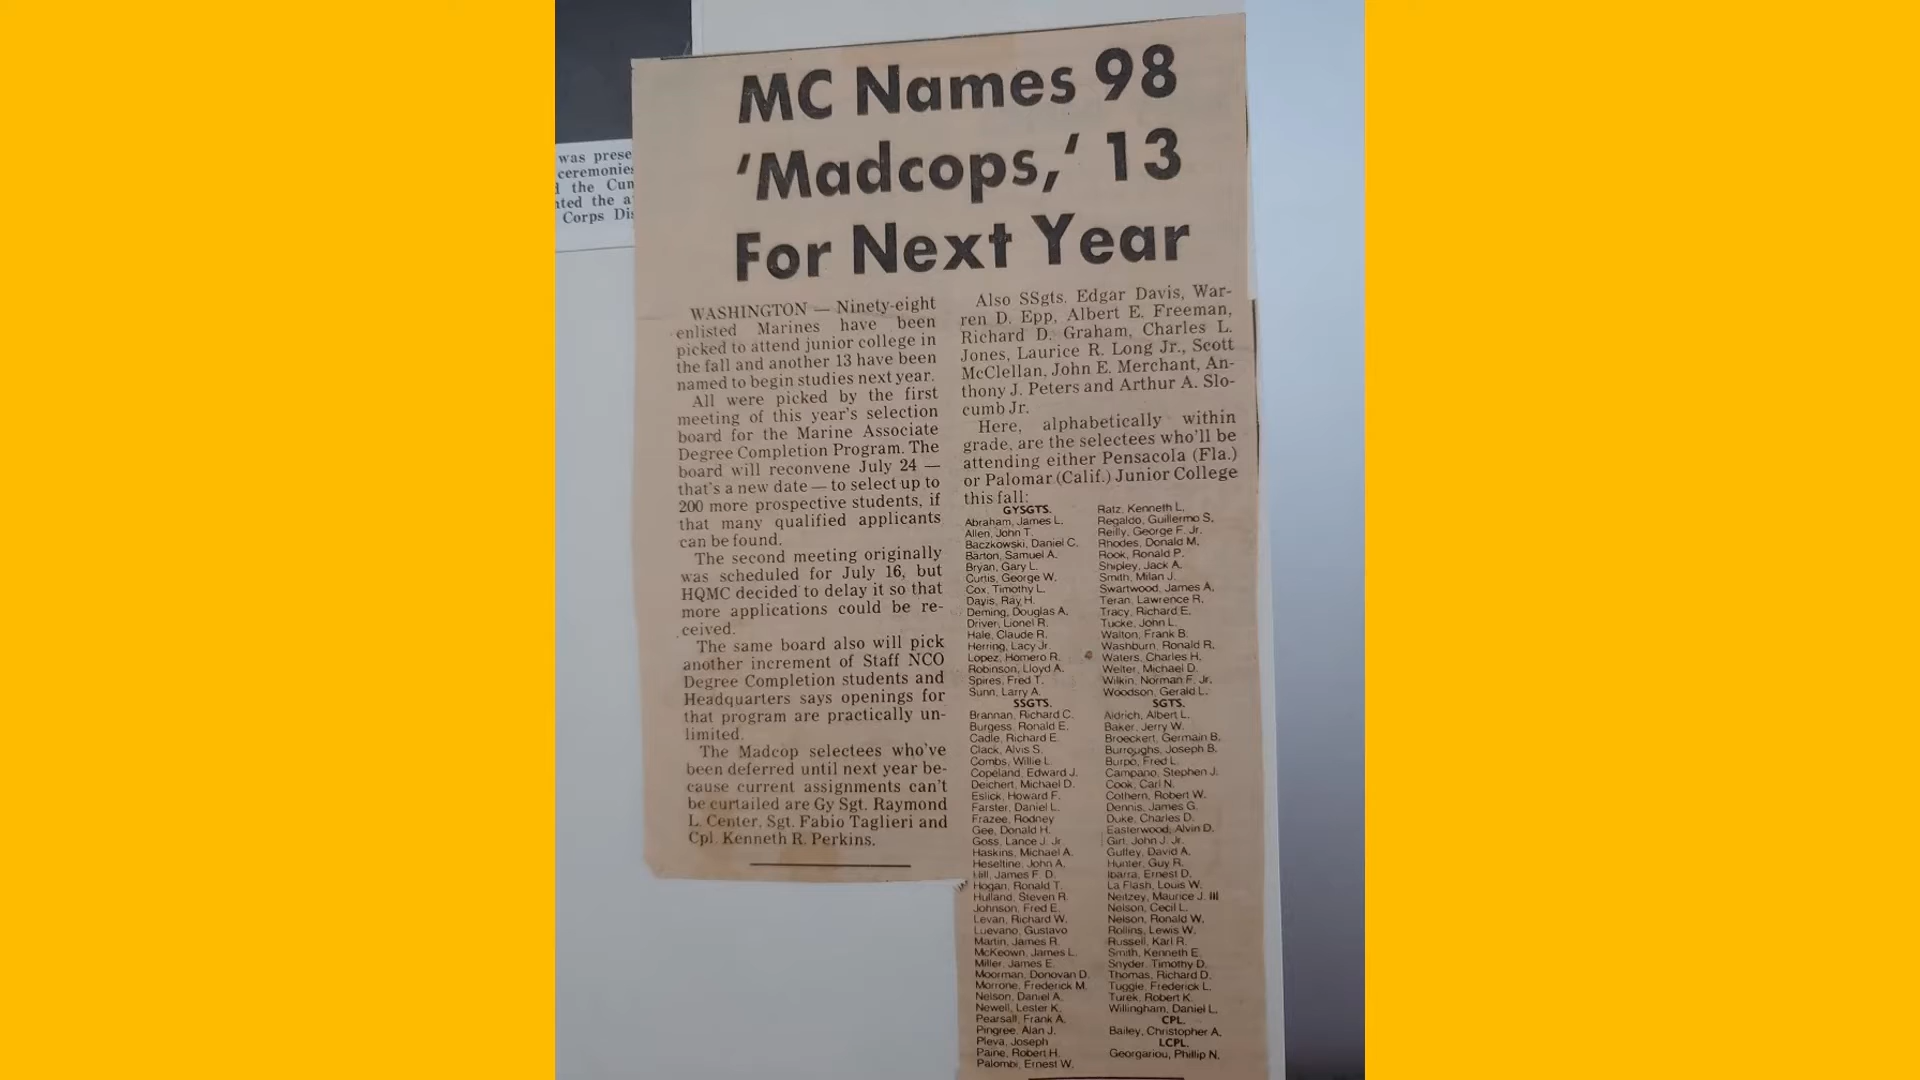 MC Names 98
'Madcops,' 13
For Next Year
was prese
ceremonies
the Cun
nted the a
Corps Dis
WASHINGTON — Ninety-eight
enlisted Marines have been
picked to attend junior college in
the fall and another 13 have been
named to begin studies next year.
All were picked by the first
meeting of this year's selection
board for the Marine Associate
Degree Completion Program. The
board will reconvene July 24 —
that's a new date — to select up to
200 more prospective students, if
that many qualified applicants
can be found.
The second meeting originally
was scheduled for July 16, but
HQMC decided to delay it so that
more applications could be re-
ceived.
The same board also will pick
another increment of Staff NCO
Degree Completion students and
Headquarters says openings for
that program are practically un-
limited.
The Madcop selectees who've
been deferred until next year be-
cause current assignments can't
be curtailed are Gy Sgt. Raymond
L. Center, Sgt. Fabio Taglieri and
Cpl. Kenneth R. Perkins.
Also SSgts. Edgar Davis, War-
ren D. Epp, Albert E. Freeman,
Richard D. Graham, Charles L.
Jones, Laurice R. Long Jr., Scott
McClellan, John E. Merchant, An-
thony J. Peters and Arthur A. Slo-
cumb Jr.
Here, alphabetically within
grade, are the selectees who'll be
attending either Pensacola (Fla.)
or Palomar (Calif.) Junior College
this fall:
GYSGTS.
Abraham, James L.
Allen, John T.
Baczkowski, Daniel C.
Barton, Samuel A.
Bryan, Gary L.
Curtis, George W.
Cox, Timothy L.
Davis, Ray H.
Deming, Douglas A.
Driver, Lionel R.
Hale, Claude R.
Herring, Lacy Jr.
Lopez, Homero R.
Robinson, Lloyd A.
Spires, Fred T.
Sunn, Larry A.
SSGTS.
Brannan, Richard C.
Burgess, Ronald E.
Cadle, Richard E.
Clack, Alvis S.
Combs, Willie L.
Copeland, Edward J.
Deichert, Michael D.
Eslick, Howard F.
Farster, Daniel L.
Frazee, Rodney
Gee, Donald H.
Goss, Lance J. Jr.
Haskins, Michael A.
Heseltine, John A.
Hill, James F. D.
Hogan, Ronald T.
Hulland, Steven R.
Johnson, Fred E.
Levan, Richard W.
Luevano, Gustavo
Martin, James R.
McKeown, James L.
Miller, James E.
Moorman, Donovan D.
Morrone, Frederick M.
Nelson, Daniel A.
Newell, Lester K.
Pearsall, Frank A.
Pingree, Alan J.
Pleva, Joseph
Paine, Robert H.
Palombi, Ernest W.
Ratz, Kenneth L.
Regaldo, Guillermo S.
Reilly, George F. Jr.
Rhodes, Donald M.
Rook, Ronald P.
Shipley, Jack A.
Smith, Milan J.
Swartwood, James A.
Teran, Lawrence R.
Tracy, Richard E.
Tucke, John L.
Walton, Frank B.
Washburn, Ronald R.
Waters, Charles H.
Welter, Michael D.
Wilkin, Norman F. Jr.
Woodson, Gerald L.
SGTS.
Aldrich, Albert L.
Baker, Jerry W.
Broeckert, Germain B.
Burroughs, Joseph B.
Burpo, Fred L.
Campano, Stephen J.
Cook, Carl N.
Cothern, Robert W.
Dennis, James G.
Duke, Charles D.
Easterwood, Alvin D.
Girt, John J. Jr.
Guffey, David A.
Hunter, Guy R.
Ibarra, Ernest D.
La Flash, Louis W.
Neitzey, Maurice J. III
Nelson, Cecil L.
Nelson, Ronald W.
Rollins, Lewis W.
Russell, Karl R.
Smith, Kenneth E.
Snyder, Timothy D.
Thomas, Richard D.
Tuggle, Frederick L.
Turek, Robert K.
Willingham, Daniel L.
CPL.
Bailey, Christopher A.
LCPL.
Georgariou, Phillip N.